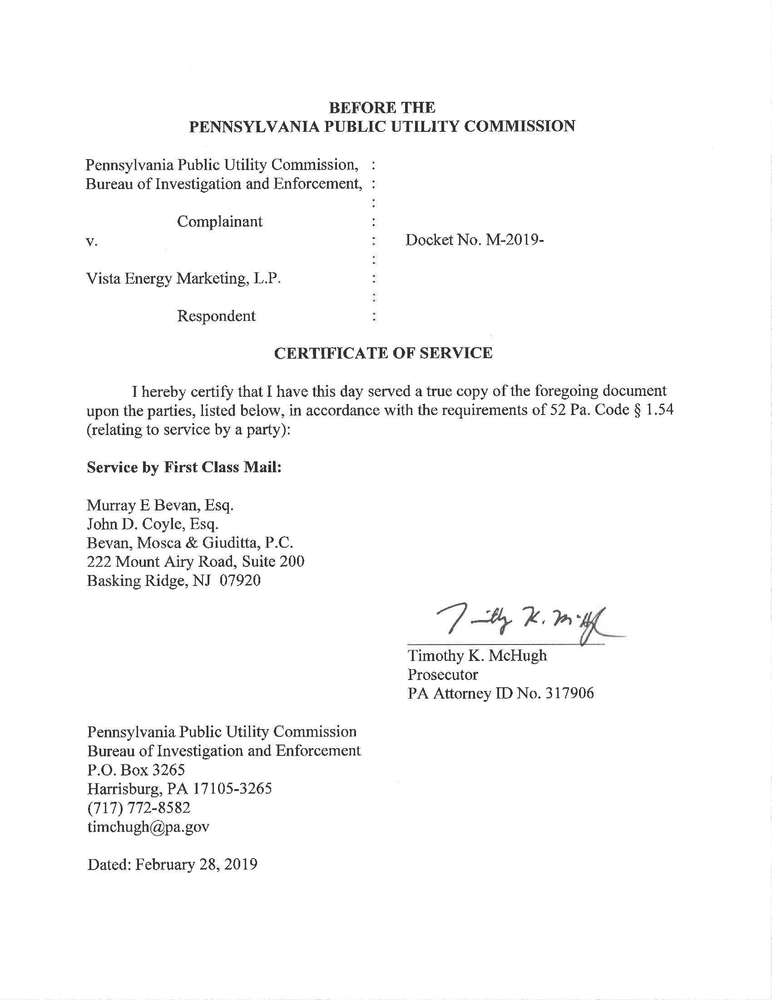 BEFORE THE
PENNSYLVANIA PUBLIC UTILITY COMMISSION
Pennsylvania Public Utility Commission, :
Bureau of Investigation and Enforcement, :
:
Complainant :
v. : Docket No. M-2019-
:
Vista Energy Marketing, L.P. :
:
Respondent :
CERTIFICATE OF SERVICE
I hereby certify that I have this day served a true copy of the foregoing document
upon the parties, listed below, in accordance with the requirements of 52 Pa. Code § 1.54
(relating to service by a party):
Service by First Class Mail:
Murray E Bevan, Esq.
John D. Coyle, Esq.
Bevan, Mosca & Giuditta, P.C.
222 Mount Airy Road, Suite 200
Basking Ridge, NJ 07920
Timothy K. McHugh
Prosecutor
PA Attorney ID No. 317906
Pennsylvania Public Utility Commission
Bureau of Investigation and Enforcement
P.O. Box 3265
Harrisburg, PA 17105-3265
(717) 772-8582
timchugh@pa.gov
Dated: February 28, 2019